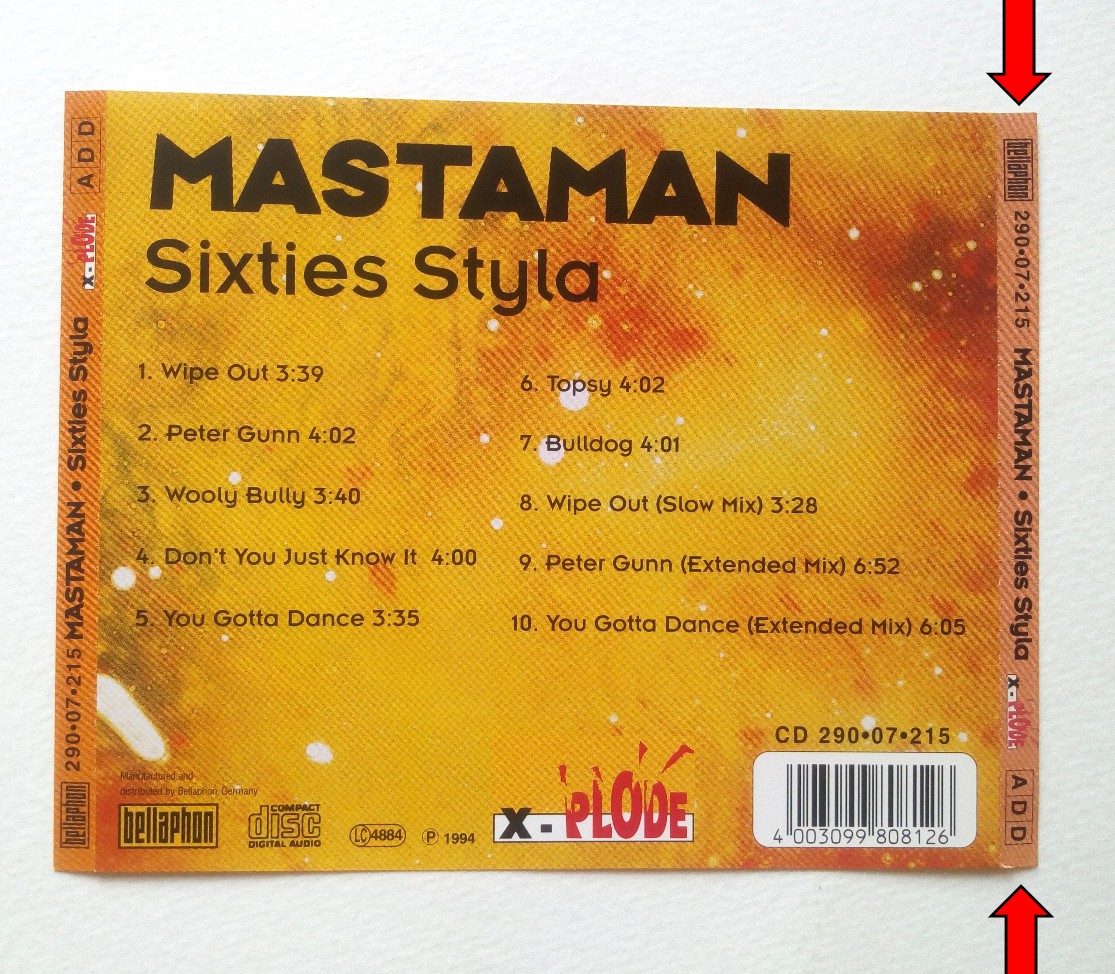 MASTAMAN
Sixties Styla
1. Wipe Out 3:39
2. Peter Gunn 4:02
3. Wooly Bully 3:40
4. Don't You Just Know It 4:00
5. You Gotta Dance 3:35
6. Topsy 4:02
7. Bulldog 4:01
8. Wipe Out (Slow Mix) 3:28
9. Peter Gunn (Extended Mix) 6:52
10. You Gotta Dance (Extended Mix) 6:05
Manufactured and
distributed by Bellaphon, Germany
bellaphon
COMPACT
disc
DIGITAL AUDIO
LC 4884
℗ 1994
X-PLODE
CD 290•07•215
4 003099 808126
bellaphon 290•07•215 MASTAMAN • Sixties Styla X-PLODE ADD
bellaphon 290•07•215 MASTAMAN • Sixties Styla X-PLODE ADD